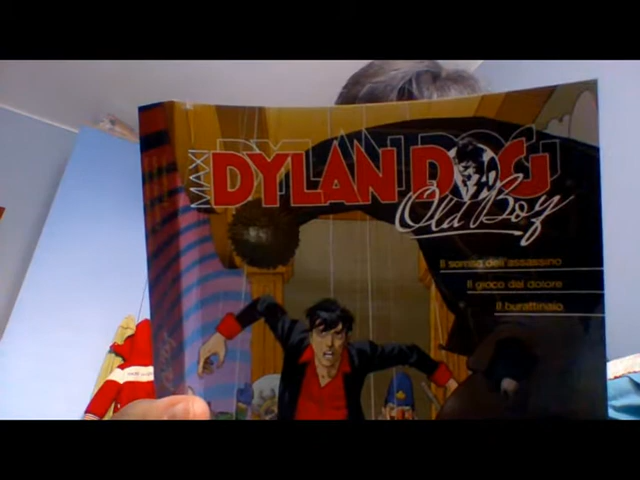 MAXI
DYLAN DOG
Old Boy
Il sorriso dell'assassino
Il gioco del dolore
Il burattinaio